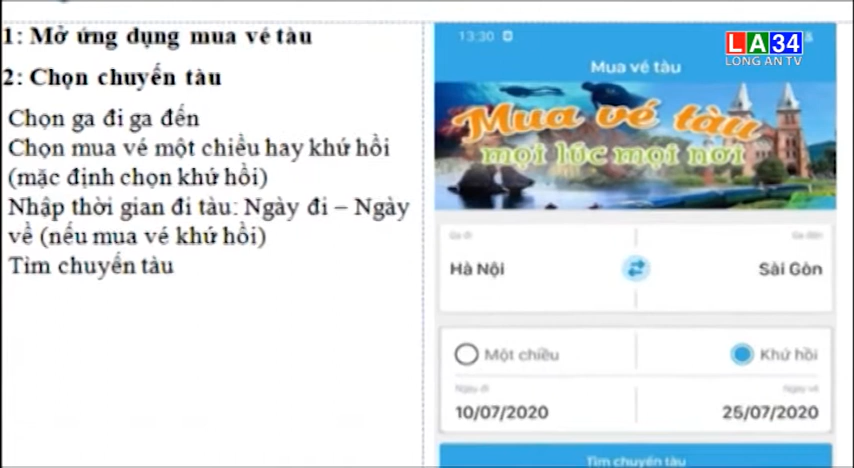 1: Mở ứng dụng mua vé tàu
2: Chọn chuyến tàu
Chọn ga đi ga đến
Chọn mua vé một chiều hay khứ hồi
(mặc định chọn khứ hồi)
Nhập thời gian đi tàu: Ngày đi – Ngày
về (nếu mua vé khứ hồi)
Tìm chuyến tàu
13:30
LA34
LONG AN TV
Mua vé tàu
Mua vé tàu
mọi lúc mọi nơi
Ga đi
Ga đến
Hà Nội
Sài Gòn
Một chiều
Khứ hồi
Ngày đi
Ngày về
10/07/2020
25/07/2020
Tìm chuyến tàu